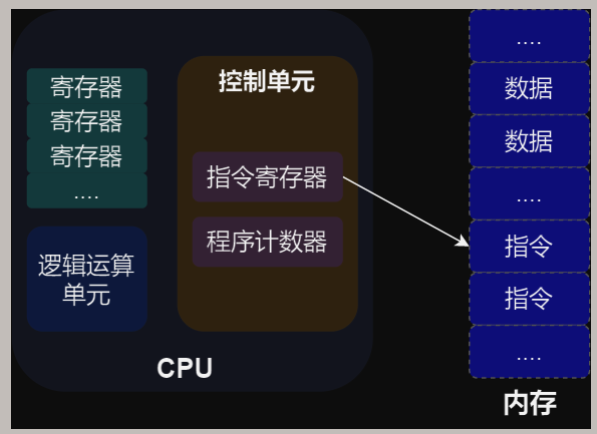 寄存器
寄存器
寄存器
....
逻辑运算
单元
控制单元
指令寄存器
程序计数器
CPU
....
数据
数据
....
指令
指令
....
内存